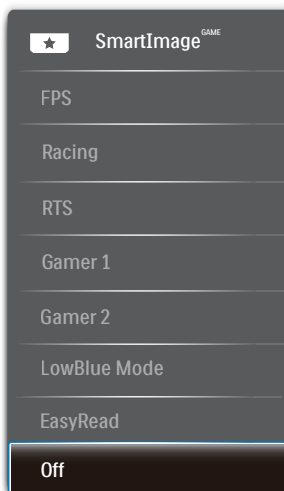 SmartImage GAME
FPS
Racing
RTS
Gamer 1
Gamer 2
LowBlue Mode
EasyRead
Off